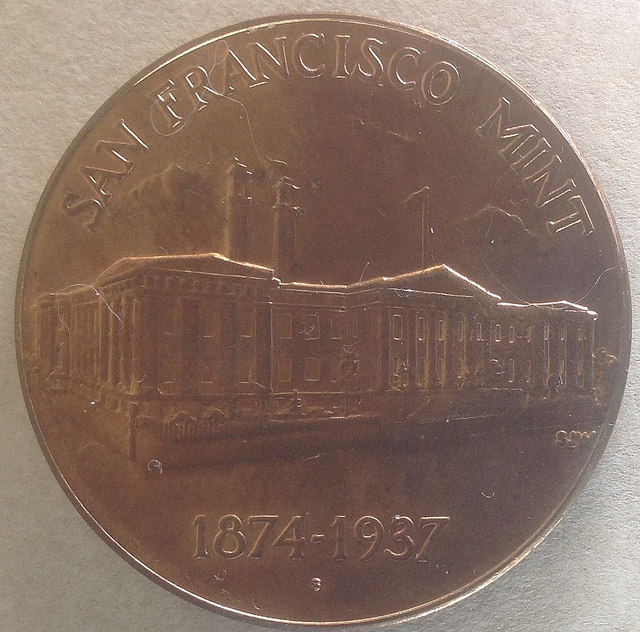 SAN FRANCISCO MINT
1874-1937
S